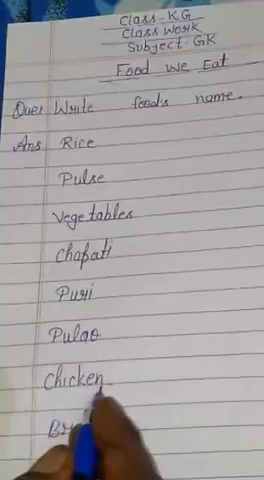 Class-KG
Class Work
Subject-GK
Food We Eat
Que: Write foods name.
Ans Rice
Pulse
Vegetables
Chapati
Puri
Pulao
Chicken